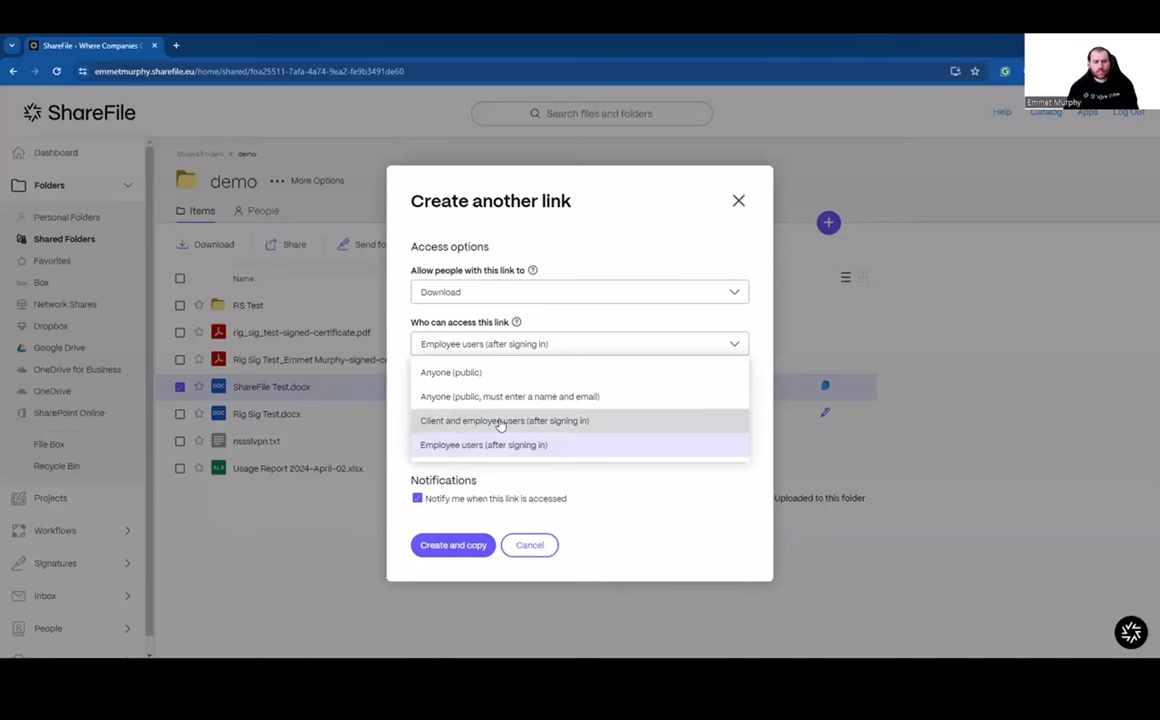 ShareFile - Where Companies C
emmetmurphy.sharefile.eu/home/shared/foa25511-7afa-4a74-9ea2-fe9b3491de60
Emmet Murphy
ShareFile
Search files and folders
Help
Catalog
Apps
Log Out
Dashboard
Folders
Personal Folders
Shared Folders
Favorites
Box
Network Shares
Dropbox
Google Drive
OneDrive for Business
OneDrive
SharePoint Online
File Box
Recycle Bin
Projects
Workflows
Signatures
Inbox
People
Shared Folders > demo
demo
More Options
Items
People
Download
Share
Send fo
Name
RS Test
rig_sig_test-signed-certificate.pdf
Rig Sig Test_Emmet Murphy-signed-ce
ShareFile Test.docx
Rig Sig Test.docx
nssslvpn.txt
Usage Report 2024-April-02.xlsx
Uploaded to this folder
Create another link
Access options
Allow people with this link to
Download
Who can access this link
Employee users (after signing in)
Anyone (public)
Anyone (public, must enter a name and email)
Client and employee users (after signing in)
Employee users (after signing in)
Notifications
Notify me when this link is accessed
Create and copy
Cancel